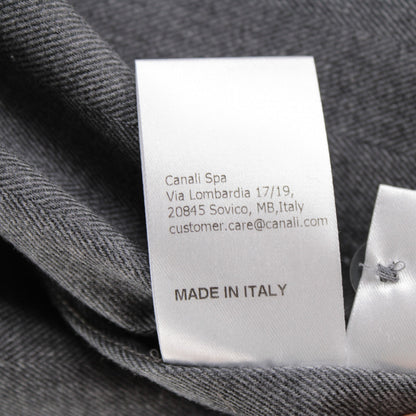 Canali Spa
Via Lombardia 17/19,
20845 Sovico, MB,Italy
customer.care@canali.com
MADE IN ITALY